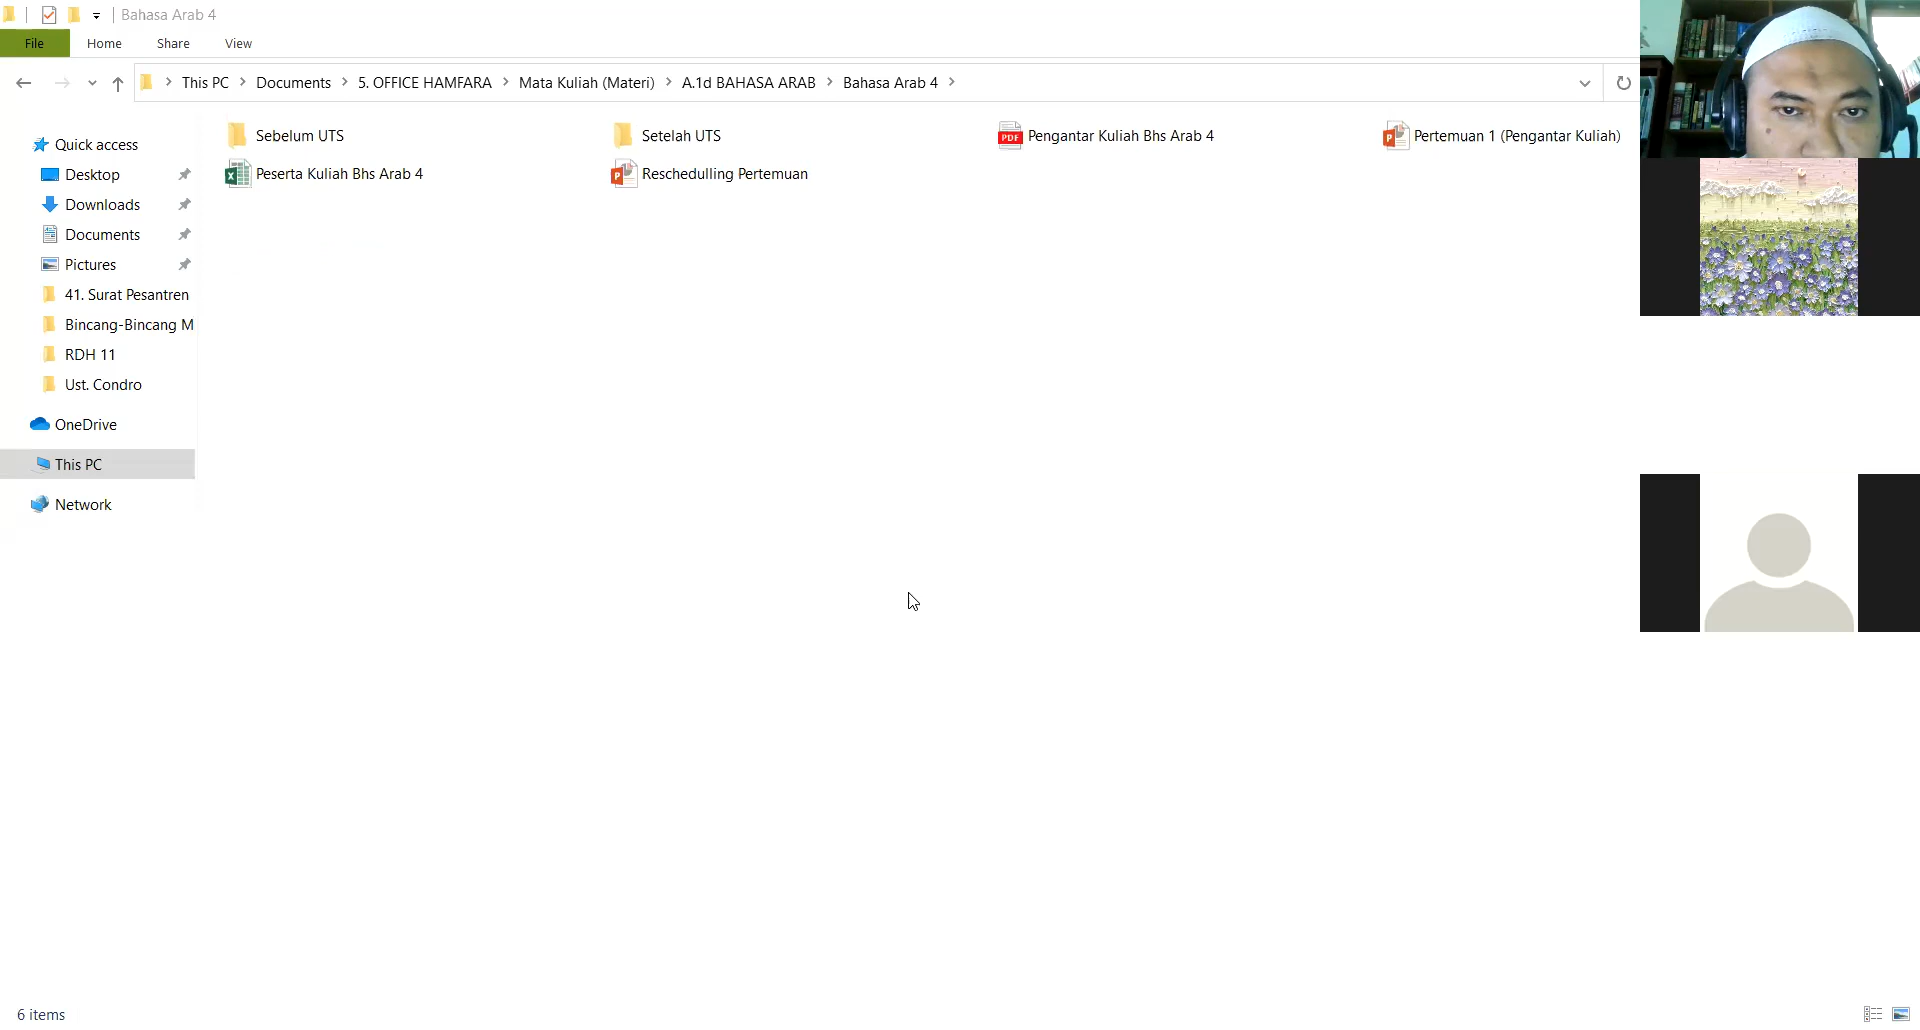 Bahasa Arab 4
File Home Share View
This PC Documents 5. OFFICE HAMFARA Mata Kuliah (Materi) A.1d BAHASA ARAB Bahasa Arab 4
Quick access
Desktop
Downloads
Documents
Pictures
41. Surat Pesantren
Bincang-Bincang M
RDH 11
Ust. Condro
OneDrive
This PC
Network
Sebelum UTS
Setelah UTS
PDF Pengantar Kuliah Bhs Arab 4
P Pertemuan 1 (Pengantar Kuliah)
X Peserta Kuliah Bhs Arab 4
P Reschedulling Pertemuan
6 items